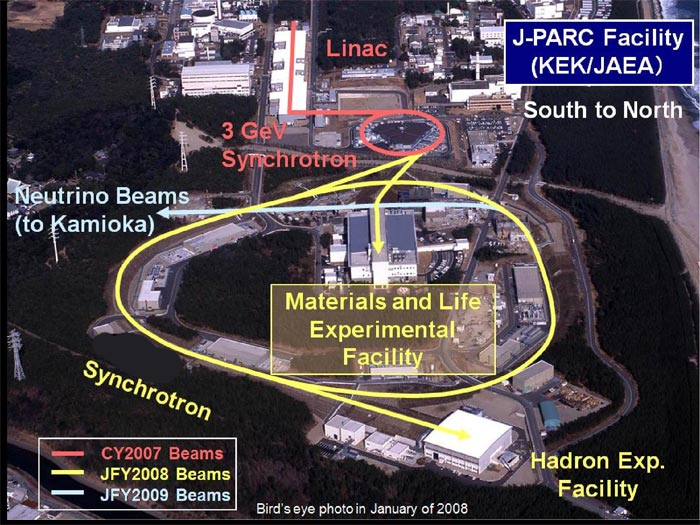 J-PARC Facility
(KEK/JAEA）
South to North
Linac
3 GeV
Synchrotron
Neutrino Beams
(to Kamioka)
Materials and Life
Experimental
Facility
Synchrotron
Hadron Exp.
Facility
CY2007 Beams
JFY2008 Beams
JFY2009 Beams
Bird's eye photo in January of 2008